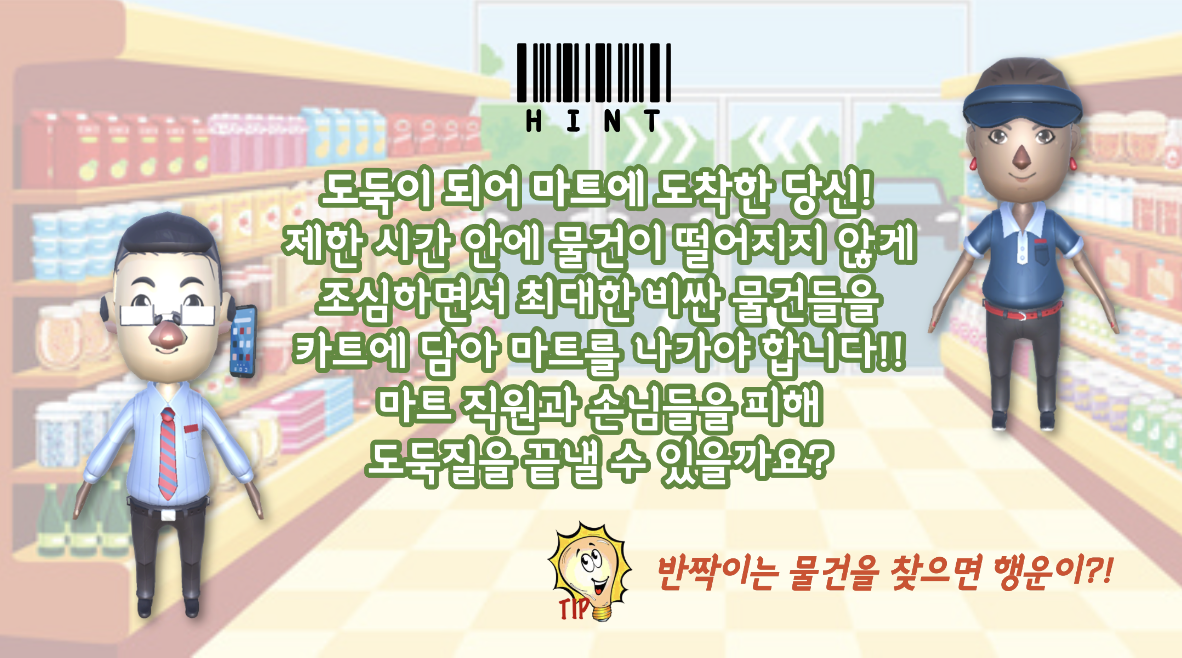 HINT
도둑이 되어 마트에 도착한 당신!
제한 시간 안에 물건이 떨어지지 않게
조심하면서 최대한 비싼 물건들을
카트에 담아 마트를 나가야 합니다!!
마트 직원과 손님들을 피해
도둑질을 끝낼 수 있을까요?
TIP
반짝이는 물건을 찾으면 행운이?!